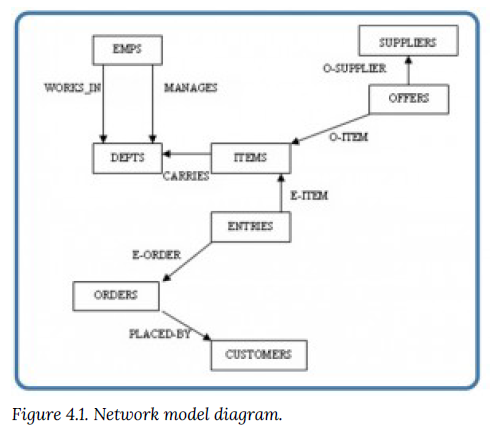 SUPPLIERS
EMPS
O-SUPPLIER
WORKS_IN MANAGES
OFFERS
O-ITEM
DEPTS
ITEMS
CARRIES
E-ITEM
ENTRIES
E-ORDER
ORDERS
PLACED-BY
CUSTOMERS
Figure 4.1. Network model diagram.